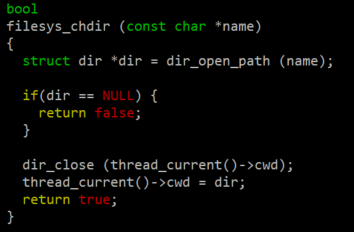 bool
filesys_chdir (const char *name)
{
  struct dir *dir = dir_open_path (name);

  if(dir == NULL) {
    return false;
  }

  dir_close (thread_current()->cwd);
  thread_current()->cwd = dir;
  return true;
}